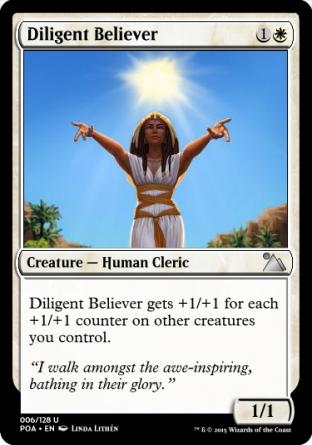 Diligent Believer 1
Creature — Human Cleric
Diligent Believer gets +1/+1 for each
+1/+1 counter on other creatures
you control.
“I walk amongst the awe-inspiring,
bathing in their glory.”
1/1
006/128 U
POA • EN Linda Lithén
™ & © 2015 Wizards of the Coast